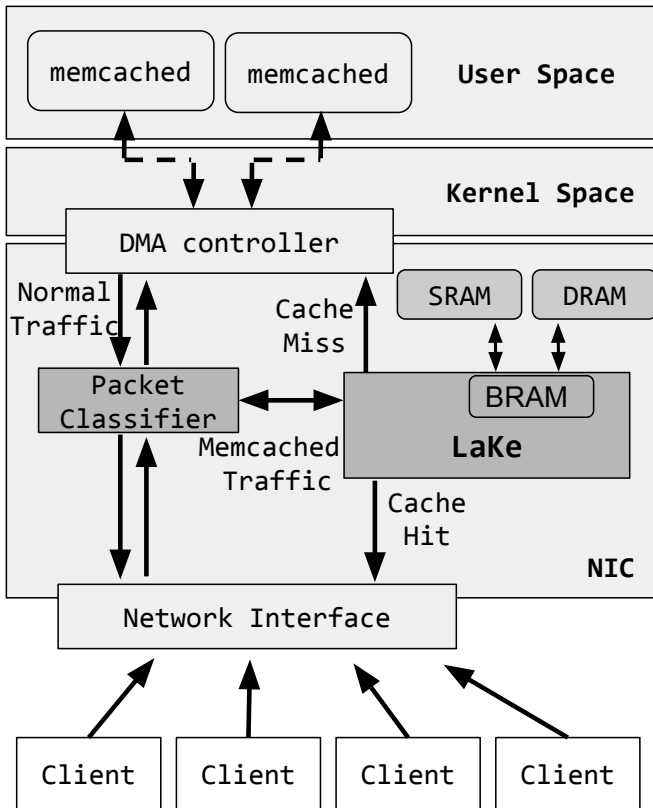 memcached
memcached
User Space
Kernel Space
DMA controller
Normal
Traffic
Cache
Miss
SRAM
DRAM
Packet
Classifier
BRAM
LaKe
Memcached
Traffic
Cache
Hit
NIC
Network Interface
Client
Client
Client
Client